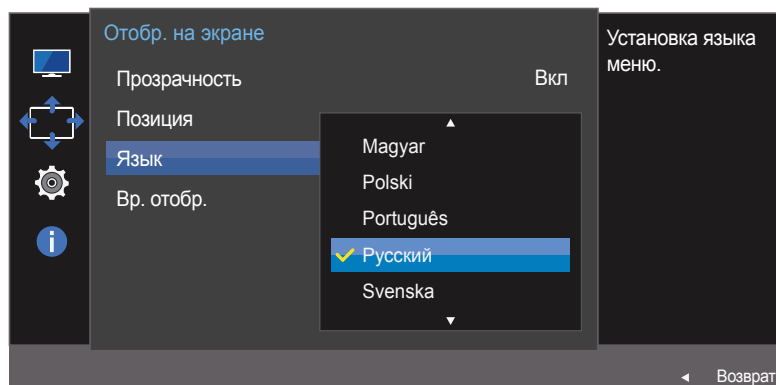 Отобр. на экране
Прозрачность Вкл
Позиция
Язык
Вр. отобр.
Magyar
Polski
Português
Русский
Svenska
Установка языка
меню.
Возврат